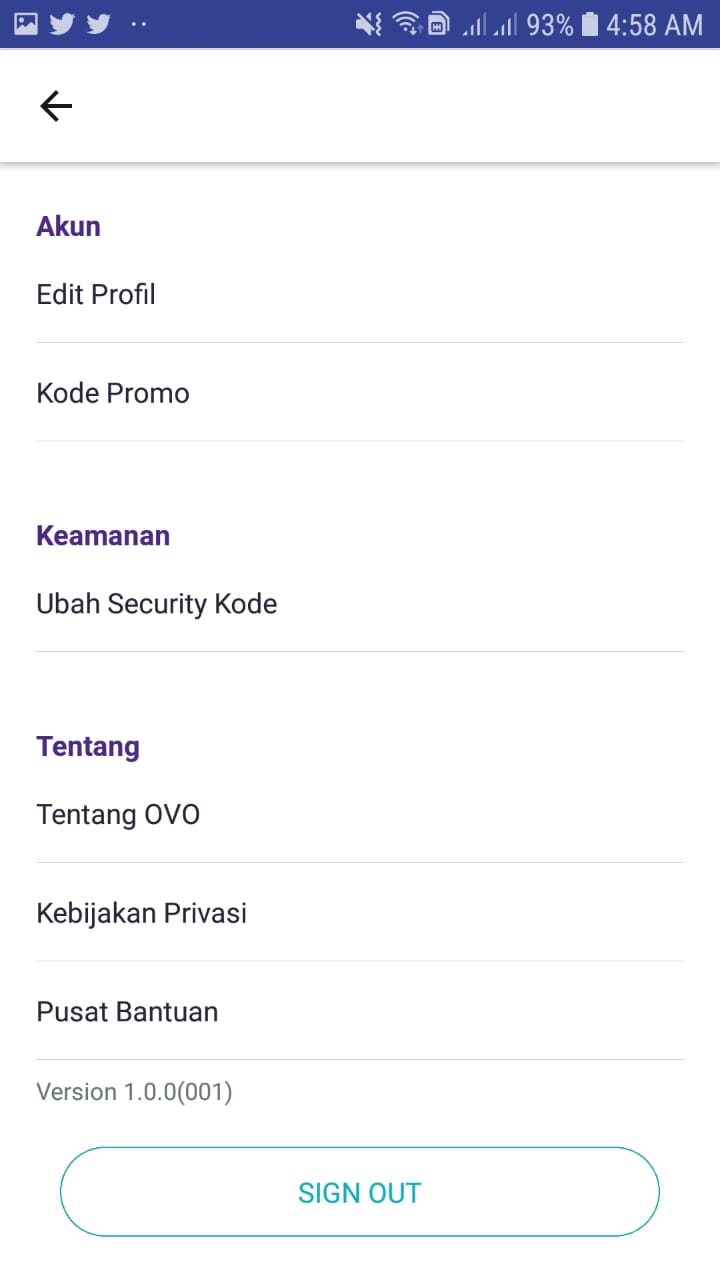 93% 4:58 AM
Akun
Edit Profil
Kode Promo
Keamanan
Ubah Security Kode
Tentang
Tentang OVO
Kebijakan Privasi
Pusat Bantuan
Version 1.0.0(001)
SIGN OUT